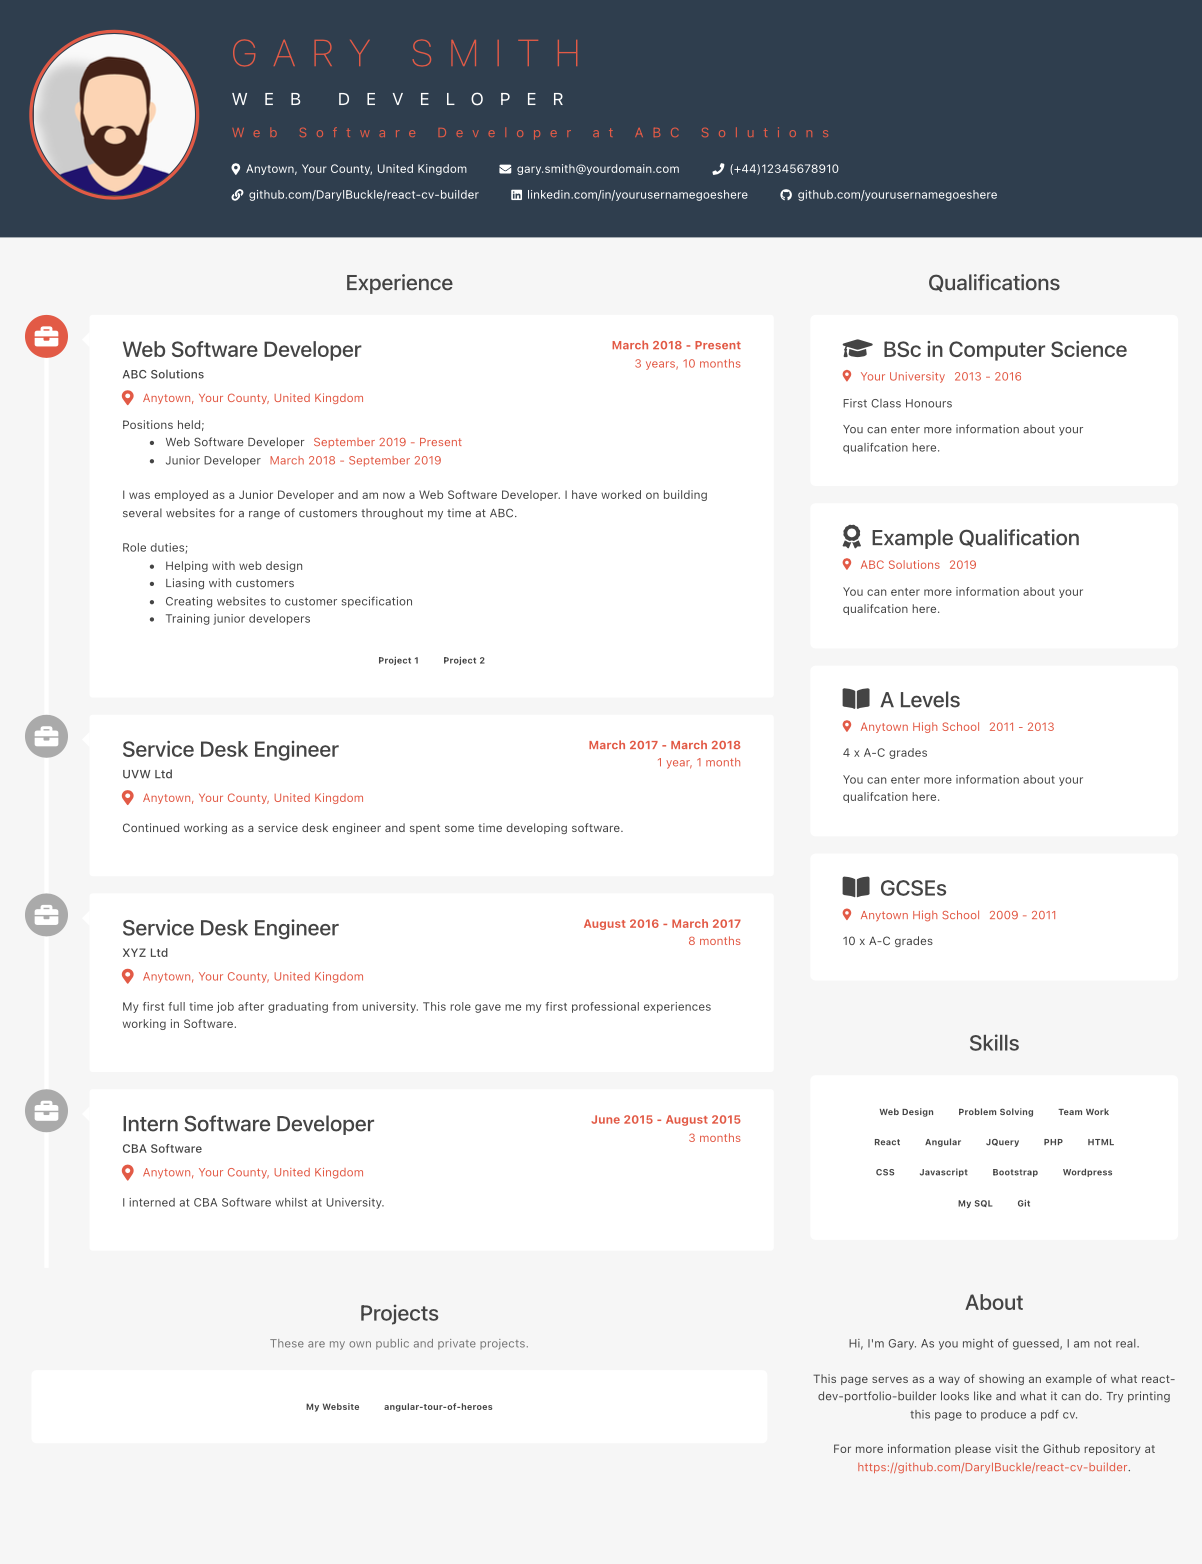 GARY SMITH
WEB DEVELOPER
Web Software Developer at ABC Solutions
Anytown, Your County, United Kingdom gary.smith@yourdomain.com (+44)12345678910
github.com/DarylBuckle/react-cv-builder linkedin.com/in/yourusernamegoeshere github.com/yourusernamegoeshere
Experience
Web Software Developer
March 2018 - Present
3 years, 10 months
ABC Solutions
Anytown, Your County, United Kingdom
Positions held;
• Web Software Developer September 2019 - Present
• Junior Developer March 2018 - September 2019
I was employed as a Junior Developer and am now a Web Software Developer. I have worked on building
several websites for a range of customers throughout my time at ABC.
Role duties;
• Helping with web design
• Liasing with customers
• Creating websites to customer specification
• Training junior developers
Project 1 Project 2
Service Desk Engineer
March 2017 - March 2018
1 year, 1 month
UVW Ltd
Anytown, Your County, United Kingdom
Continued working as a service desk engineer and spent some time developing software.
Service Desk Engineer
August 2016 - March 2017
8 months
XYZ Ltd
Anytown, Your County, United Kingdom
My first full time job after graduating from university. This role gave me my first professional experiences
working in Software.
Intern Software Developer
June 2015 - August 2015
3 months
CBA Software
Anytown, Your County, United Kingdom
I interned at CBA Software whilst at University.
Projects
These are my own public and private projects.
My Website angular-tour-of-heroes
Qualifications
BSc in Computer Science
Your University 2013 - 2016
First Class Honours
You can enter more information about your
qualifcation here.
Example Qualification
ABC Solutions 2019
You can enter more information about your
qualifcation here.
A Levels
Anytown High School 2011 - 2013
4 x A-C grades
You can enter more information about your
qualifcation here.
GCSEs
Anytown High School 2009 - 2011
10 x A-C grades
Skills
Web Design Problem Solving Team Work
React Angular JQuery PHP HTML
CSS Javascript Bootstrap Wordpress
My SQL Git
About
Hi, I'm Gary. As you might of guessed, I am not real.
This page serves as a way of showing an example of what react-
dev-portfolio-builder looks like and what it can do. Try printing
this page to produce a pdf cv.
For more information please visit the Github repository at
https://github.com/DarylBuckle/react-cv-builder.